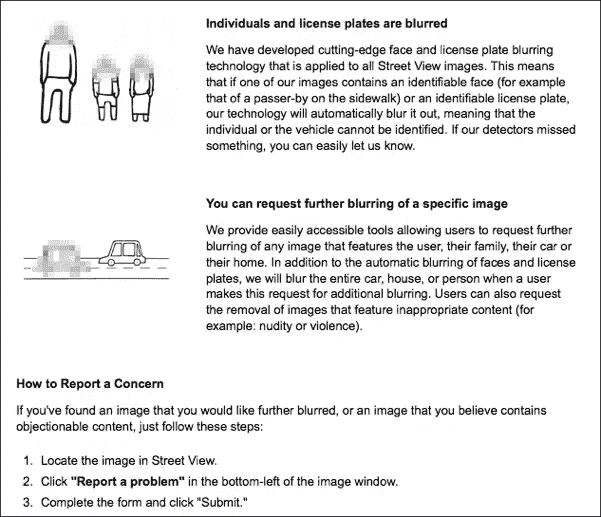 Individuals and license plates are blurred
We have developed cutting-edge face and license plate blurring
technology that is applied to all Street View images. This means
that if one of our images contains an identifiable face (for example
that of a passer-by on the sidewalk) or an identifiable license plate,
our technology will automatically blur it out, meaning that the
individual or the vehicle cannot be identified. If our detectors missed
something, you can easily let us know.
You can request further blurring of a specific image
We provide easily accessible tools allowing users to request further
blurring of any image that features the user, their family, their car or
their home. In addition to the automatic blurring of faces and license
plates, we will blur the entire car, house, or person when a user
makes this request for additional blurring. Users can also request
the removal of images that feature inappropriate content (for
example: nudity or violence).
How to Report a Concern
If you've found an image that you would like further blurred, or an image that you believe contains
objectionable content, just follow these steps:
1. Locate the image in Street View.
2. Click "Report a problem" in the bottom-left of the image window.
3. Complete the form and click "Submit."